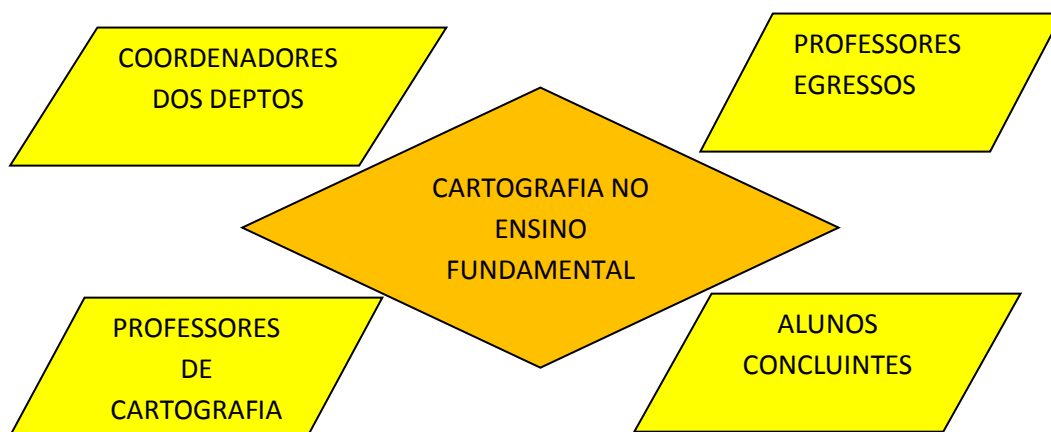 COORDENADORES
DOS DEPTOS
PROFESSORES
EGRESSOS
CARTOGRAFIA NO
ENSINO
FUNDAMENTAL
PROFESSORES
DE
CARTOGRAFIA
ALUNOS
CONCLUINTES